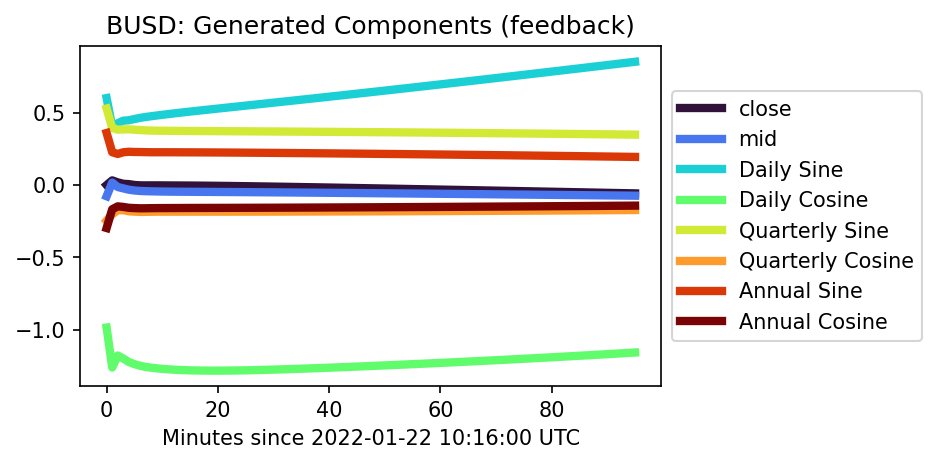 BUSD: Generated Components (feedback)
0.5
0.0
−0.5
−1.0
0 20 40 60 80
Minutes since 2022-01-22 10:16:00 UTC
close
mid
Daily Sine
Daily Cosine
Quarterly Sine
Quarterly Cosine
Annual Sine
Annual Cosine